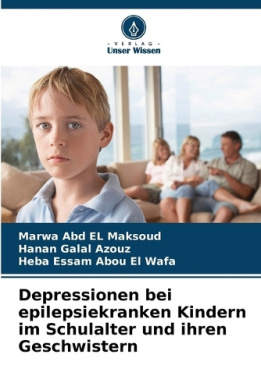 - VERLAG -
Unser Wissen
Marwa Abd EL Maksoud
Hanan Galal Azouz
Heba Essam Abou El Wafa
Depressionen bei
epilepsiekranken Kindern
im Schulalter und ihren
Geschwistern